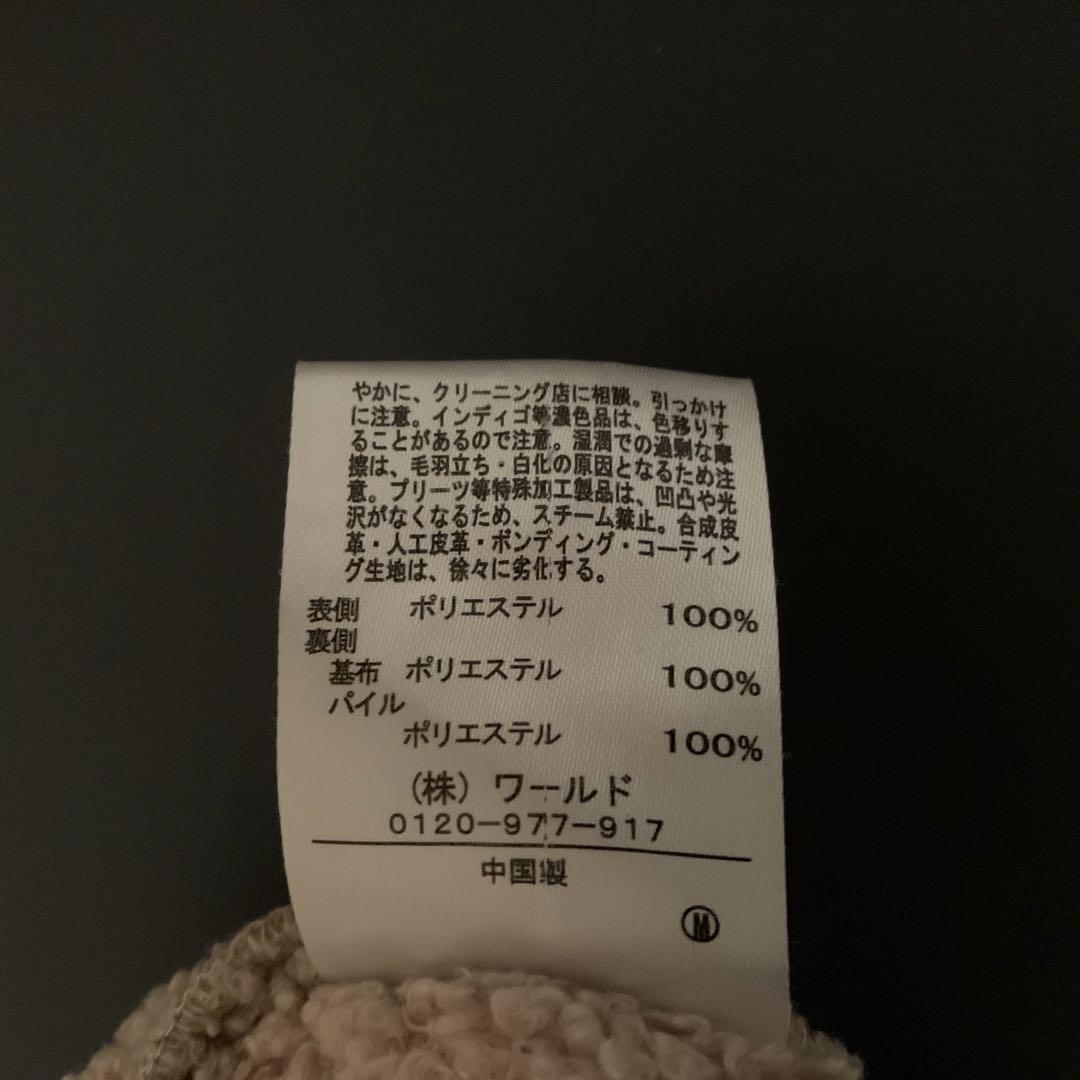 やかに、クリーニング店に相談。引っかけ
に注意。インディゴ等濃色品は、色移りす
ることがあるので注意。湿潤での過剰な摩
擦は、毛羽立ち・白化の原因となるため注
意。プリーツ等特殊加工製品は、凹凸や光
沢がなくなるため、スチーム禁止。合成皮
革・人工皮革・ボンディング・コーティン
グ生地は、徐々に劣化する。
表側 ポリエステル 100%
裏側
基布 ポリエステル 100%
パイル
ポリエステル 100%
(株) ワールド
0120-977-917
中国製
Ⓜ